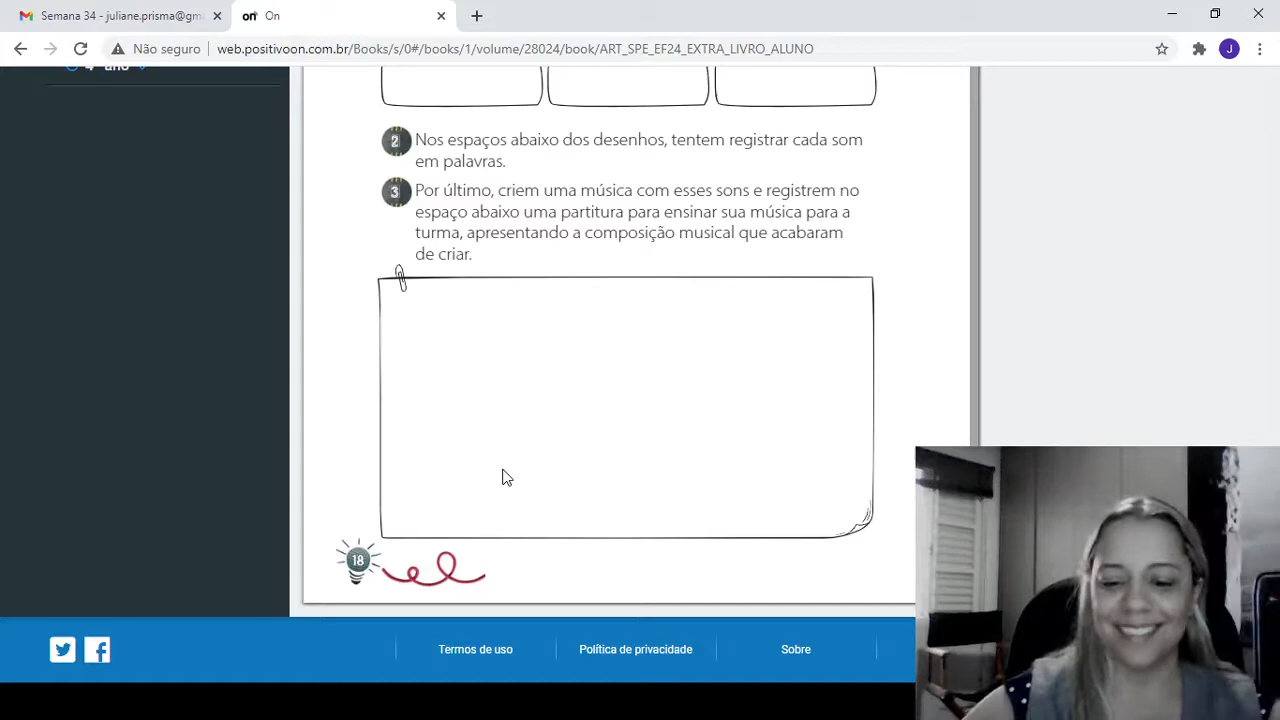 Semana 34 - juliane.prisma@gma
On
Não seguro
web.positivoon.com.br/Books/s/0#/books/1/volume/28024/book/ART_SPE_EF24_EXTRA_LIVRO_ALUNO
J
4º ano
2 Nos espaços abaixo dos desenhos, tentem registrar cada som
em palavras.
3 Por último, criem uma música com esses sons e registrem no
espaço abaixo uma partitura para ensinar sua música para a
turma, apresentando a composição musical que acabaram
de criar.
18
Termos de uso
Política de privacidade
Sobre